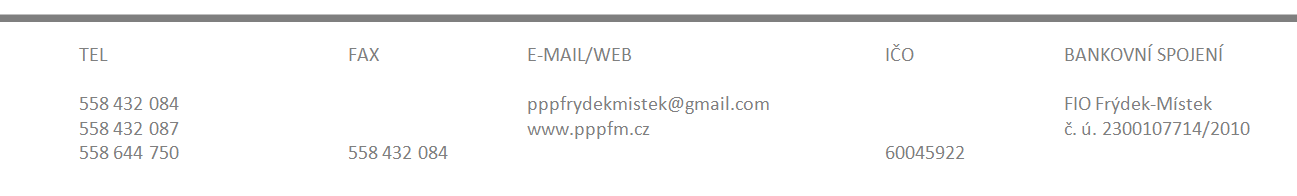 TEL FAX E-MAIL/WEB IČO BANKOVNÍ SPOJENÍ
558 432 084 pppfrydekmistek@gmail.com FIO Frýdek-Místek
558 432 087 www.pppfm.cz č. ú. 2300107714/2010
558 644 750 558 432 084 60045922